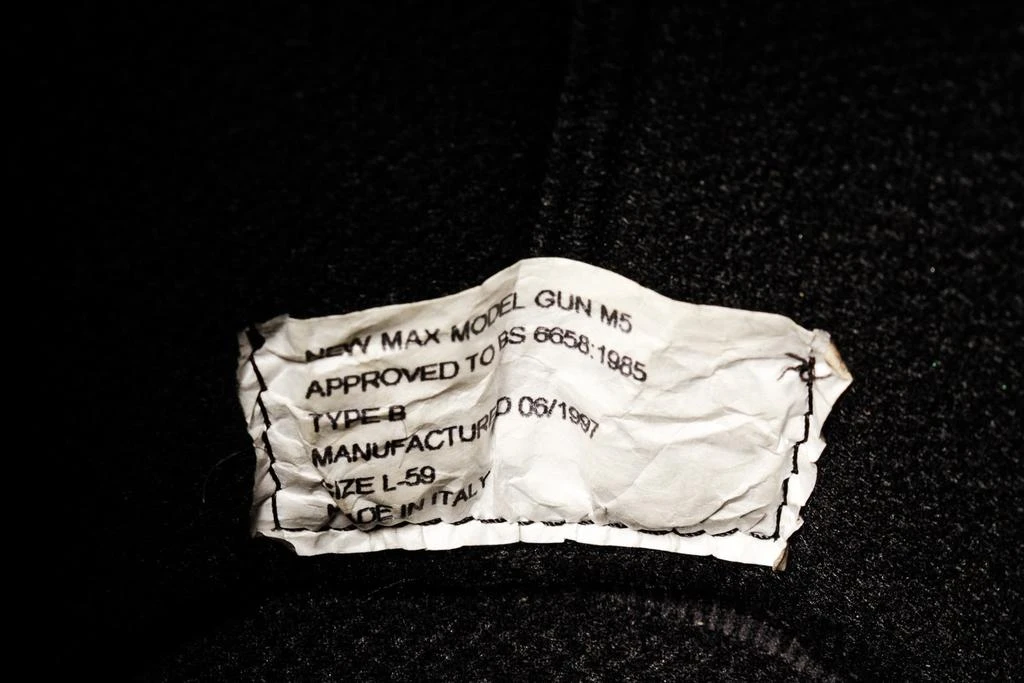 NEW MAX MODEL GUN M5
APPROVED TO BS 6658:1985
TYPE B
MANUFACTURED 06/1997
SIZE L-59
MADE IN ITALY